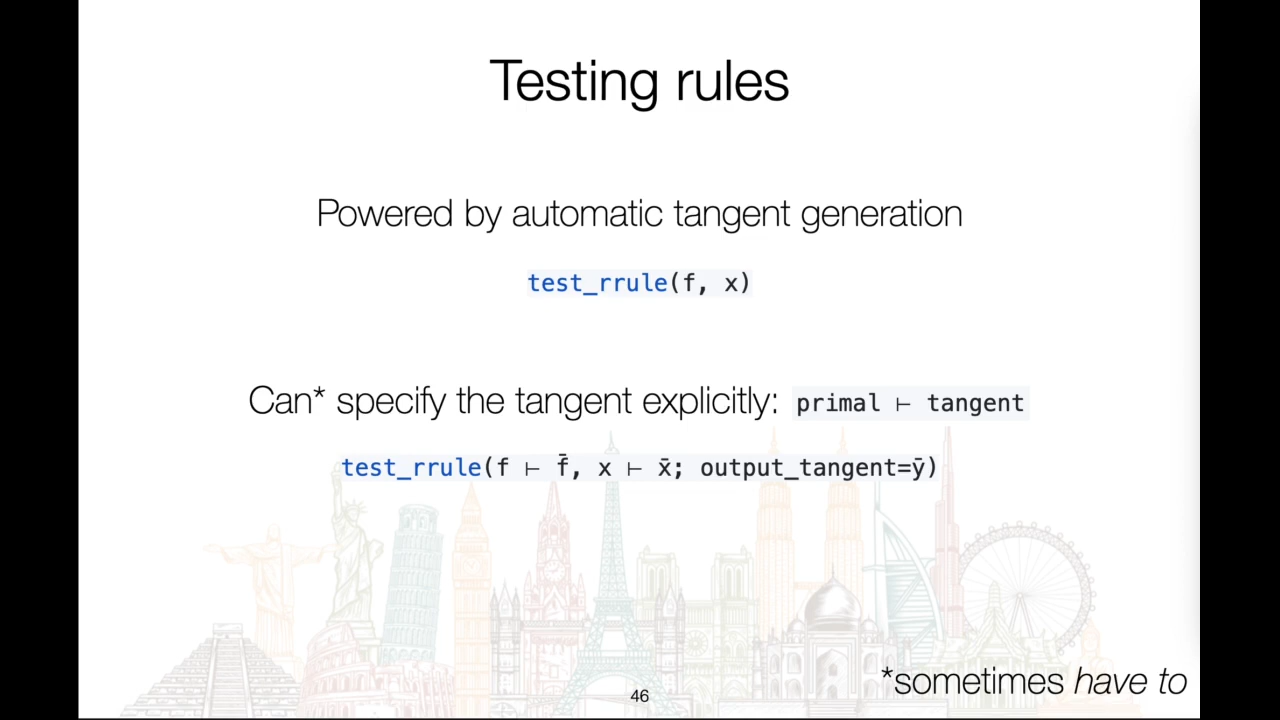 Testing rules
Powered by automatic tangent generation
test_rrule(f, x)
Can* specify the tangent explicitly: primal ⊢ tangent
test_rrule(f ⊢ f̄, x ⊢ x̄; output_tangent=ȳ)
*sometimes have to
46